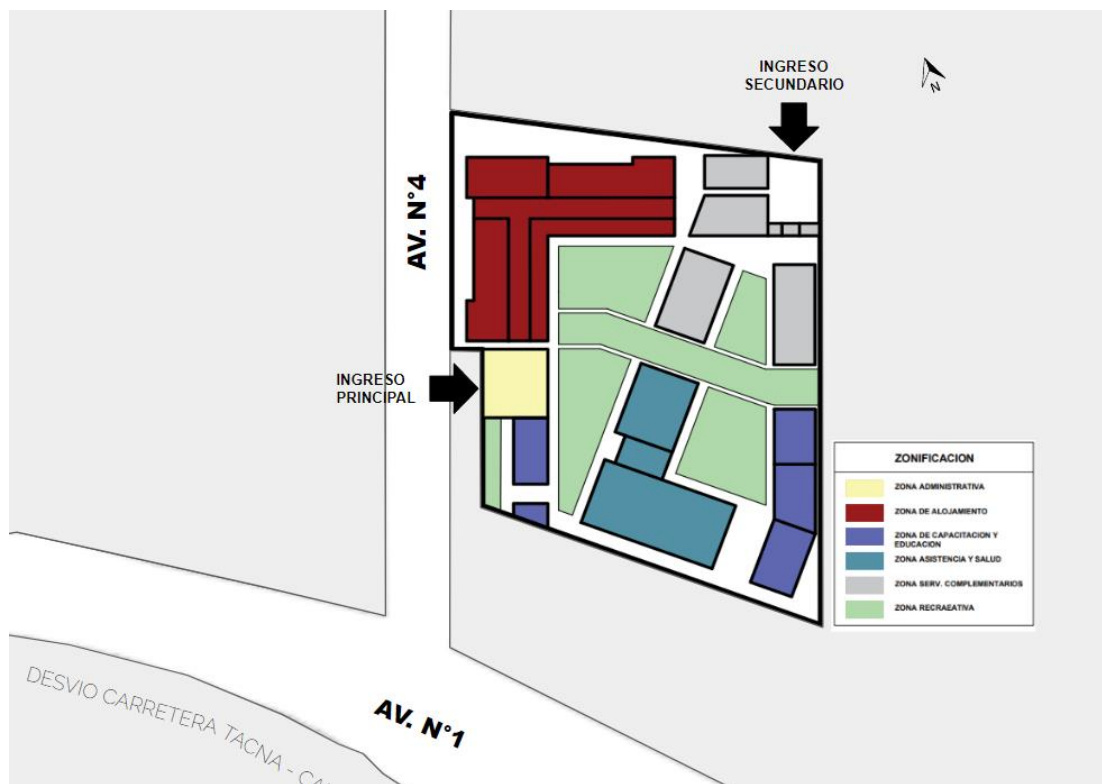 INGRESO
SECUNDARIO
N
AV. N°4
INGRESO
PRINCIPAL
ZONIFICACION
ZONA ADMINISTRATIVA
ZONA DE ALOJAMIENTO
ZONA DE CAPACITACION Y
EDUCACION
ZONA ASISTENCIA Y SALUD
ZONA SERV. COMPLEMENTARIOS
ZONA RECRAEATIVA
DESVIO CARRETERA TACNA -
AV. N°1